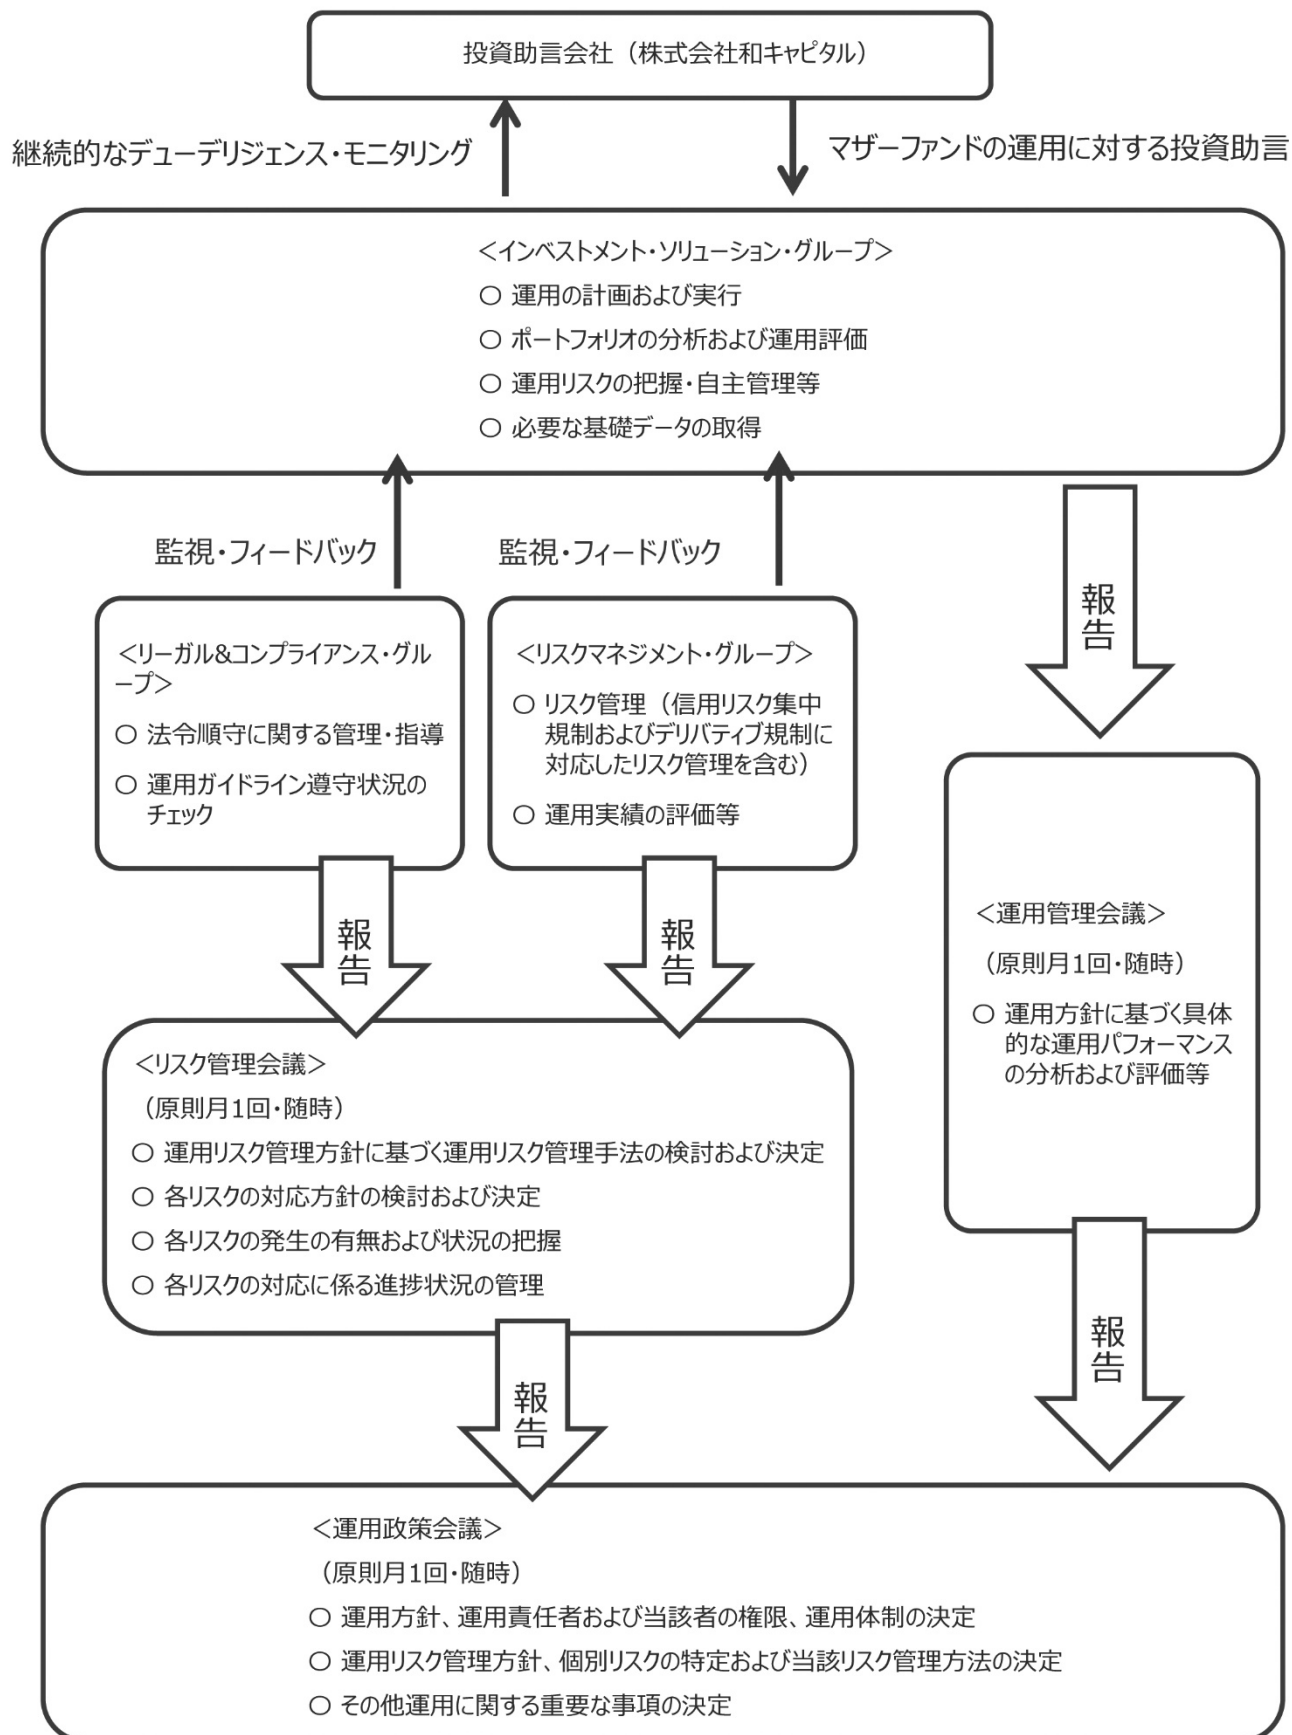 投資助言会社（株式会社和キャピタル）
継続的なデューデリジェンス・モニタリング
マザーファンドの運用に対する投資助言
＜インベストメント・ソリューション・グループ＞
○ 運用の計画および実行
○ ポートフォリオの分析および運用評価
○ 運用リスクの把握・自主管理等
○ 必要な基礎データの取得
監視・フィードバック
監視・フィードバック
報告
＜リーガル&コンプライアンス・グル
ープ＞
○ 法令順守に関する管理・指導
○ 運用ガイドライン遵守状況の
チェック
＜リスクマネジメント・グループ＞
○ リスク管理（信用リスク集中
規制およびデリバティブ規制に
対応したリスク管理を含む）
○ 運用実績の評価等
報告
報告
＜運用管理会議＞
（原則月1回・随時）
○ 運用方針に基づく具体
的な運用パフォーマンス
の分析および評価等
＜リスク管理会議＞
（原則月1回・随時）
○ 運用リスク管理方針に基づく運用リスク管理手法の検討および決定
○ 各リスクの対応方針の検討および決定
○ 各リスクの発生の有無および状況の把握
○ 各リスクの対応に係る進捗状況の管理
報告
報告
＜運用政策会議＞
（原則月1回・随時）
○ 運用方針、運用責任者および当該者の権限、運用体制の決定
○ 運用リスク管理方針、個別リスクの特定および当該リスク管理方法の決定
○ その他運用に関する重要な事項の決定